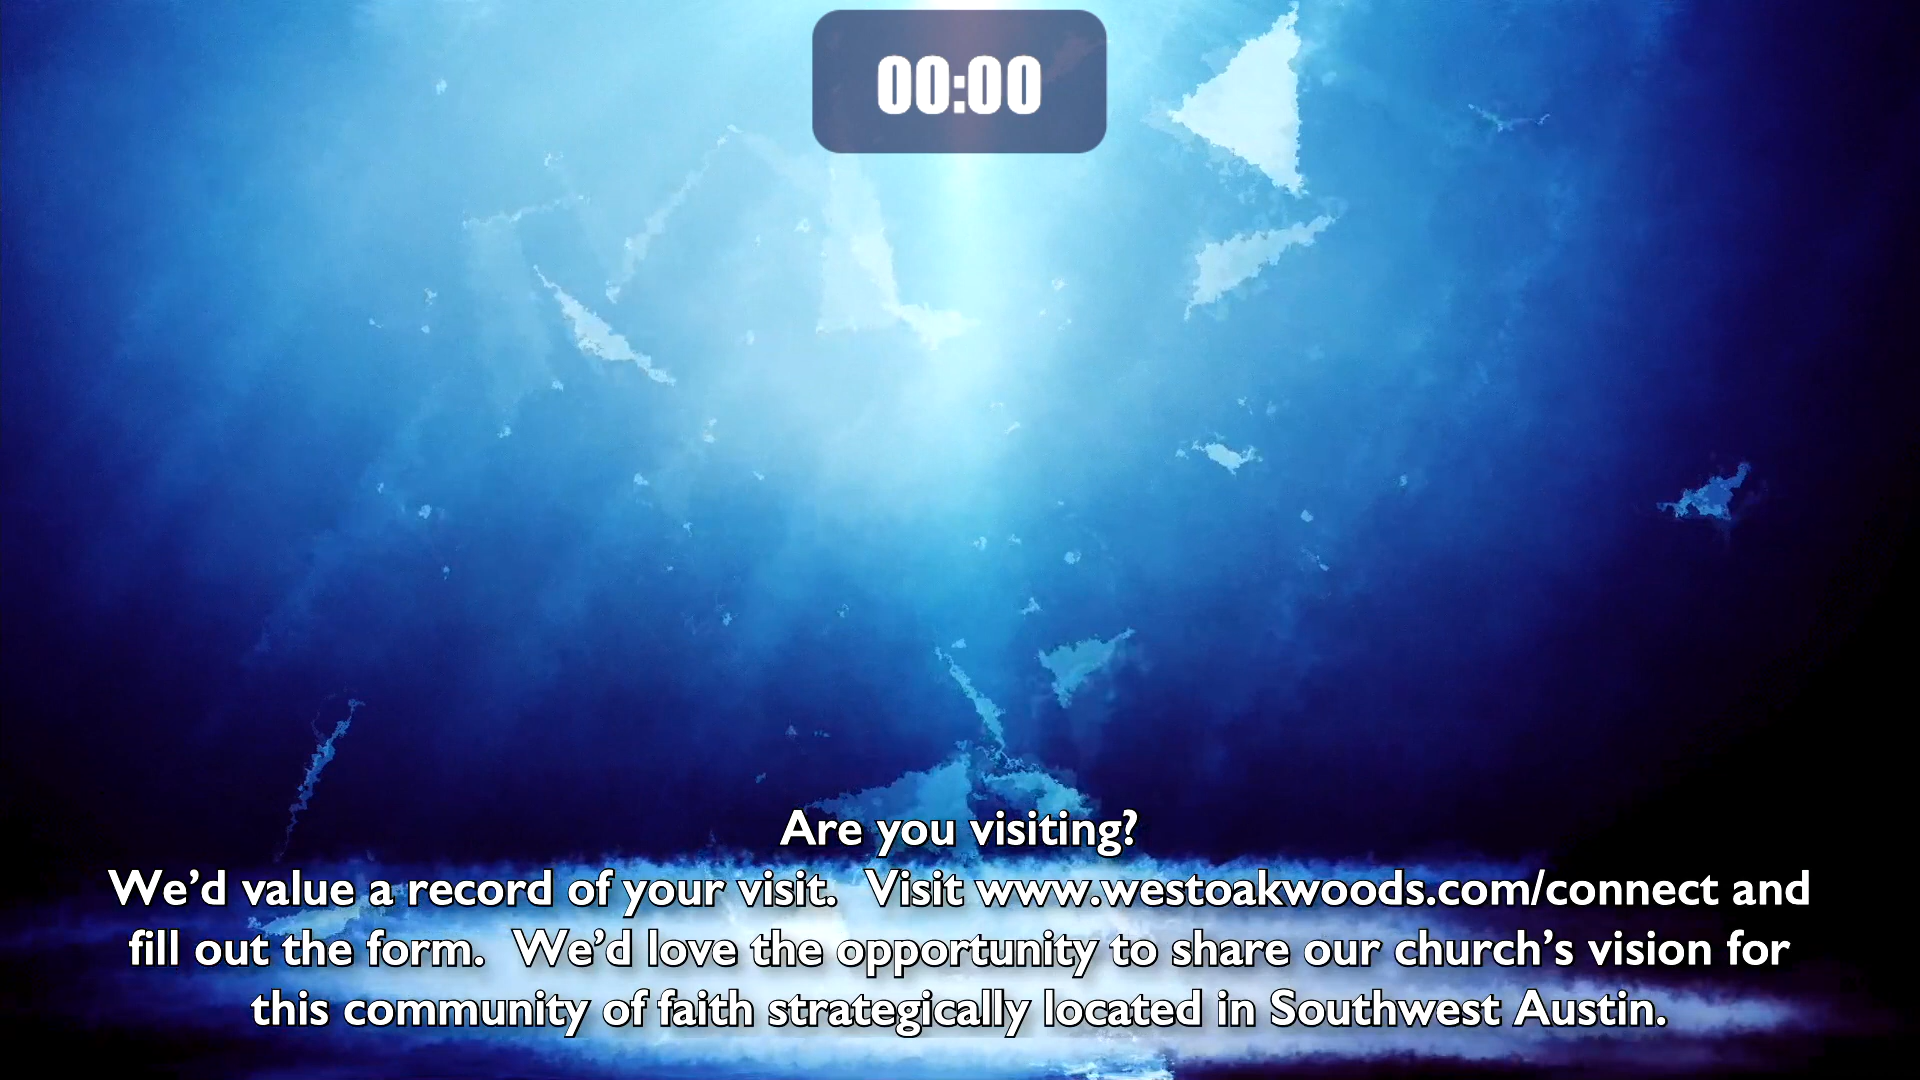 00:00
Are you visiting?
We’d value a record of your visit.  Visit www.westoakwoods.com/connect and
fill out the form.  We’d love the opportunity to share our church’s vision for
this community of faith strategically located in Southwest Austin.